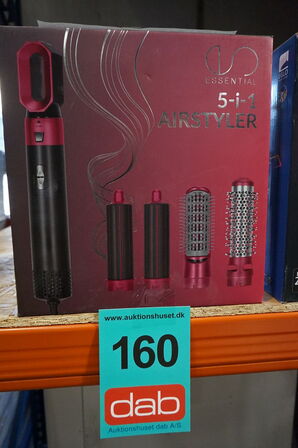 ESSENTIAL
5-i-1
AIRSTYLER
www.auktionshuset.dk
160
dab
Auktionshuset dab A/S